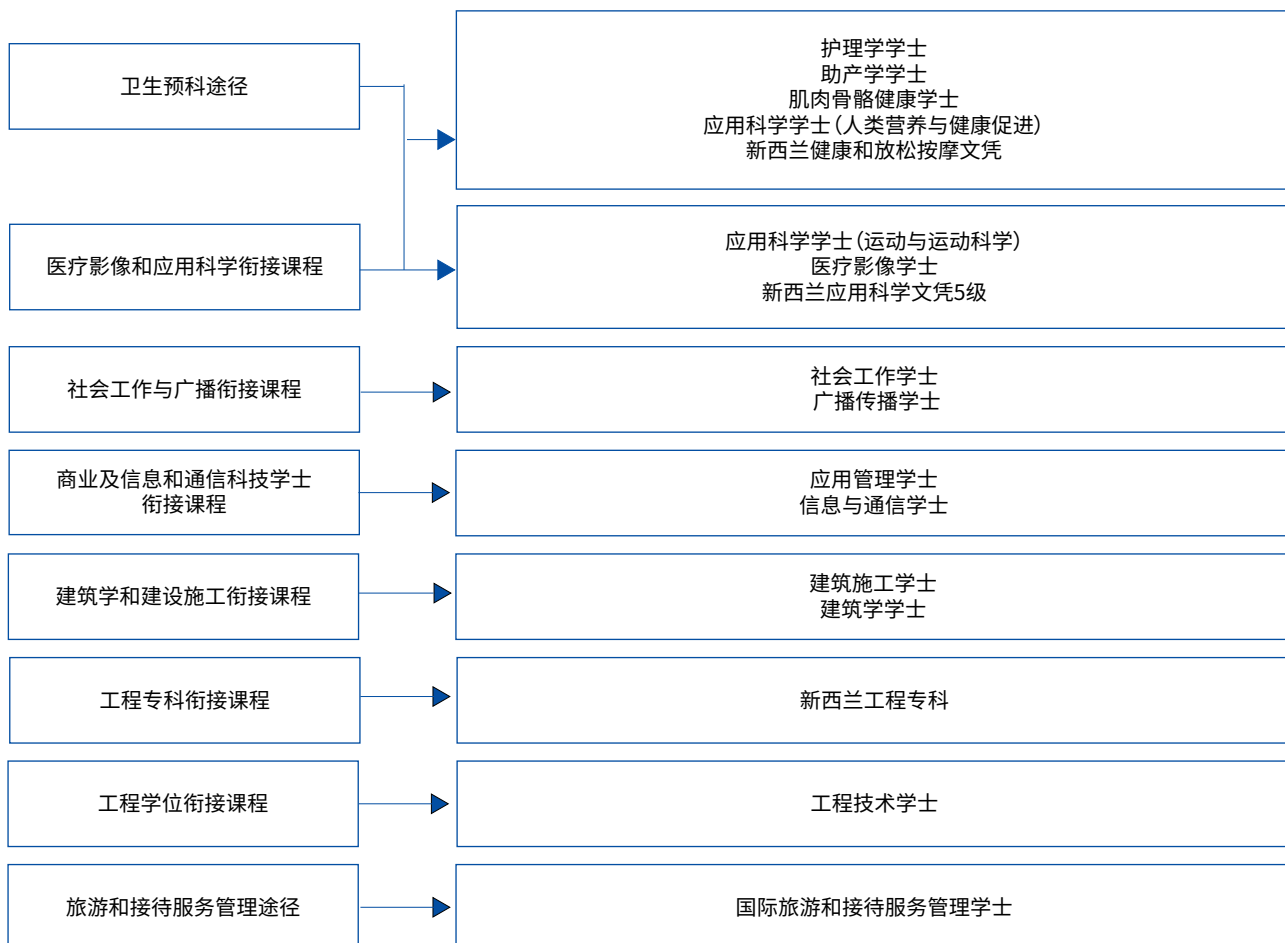 卫生预科途径
护理学学士
助产学学士
肌肉骨骼健康学士
应用科学学士(人类营养与健康促进)
新西兰健康和放松按摩文凭
医疗影像和应用科学衔接课程
应用科学学士(运动与运动科学)
医疗影像学士
新西兰应用科学文凭5级
社会工作与广播衔接课程
社会工作学士
广播传播学士
商业及信息和通信科技学士
衔接课程
应用管理学士
信息与通信学士
建筑学和建设施工衔接课程
建筑施工学士
建筑学学士
工程专科衔接课程
新西兰工程专科
工程学位衔接课程
工程技术学士
旅游和接待服务管理途径
国际旅游和接待服务管理学士